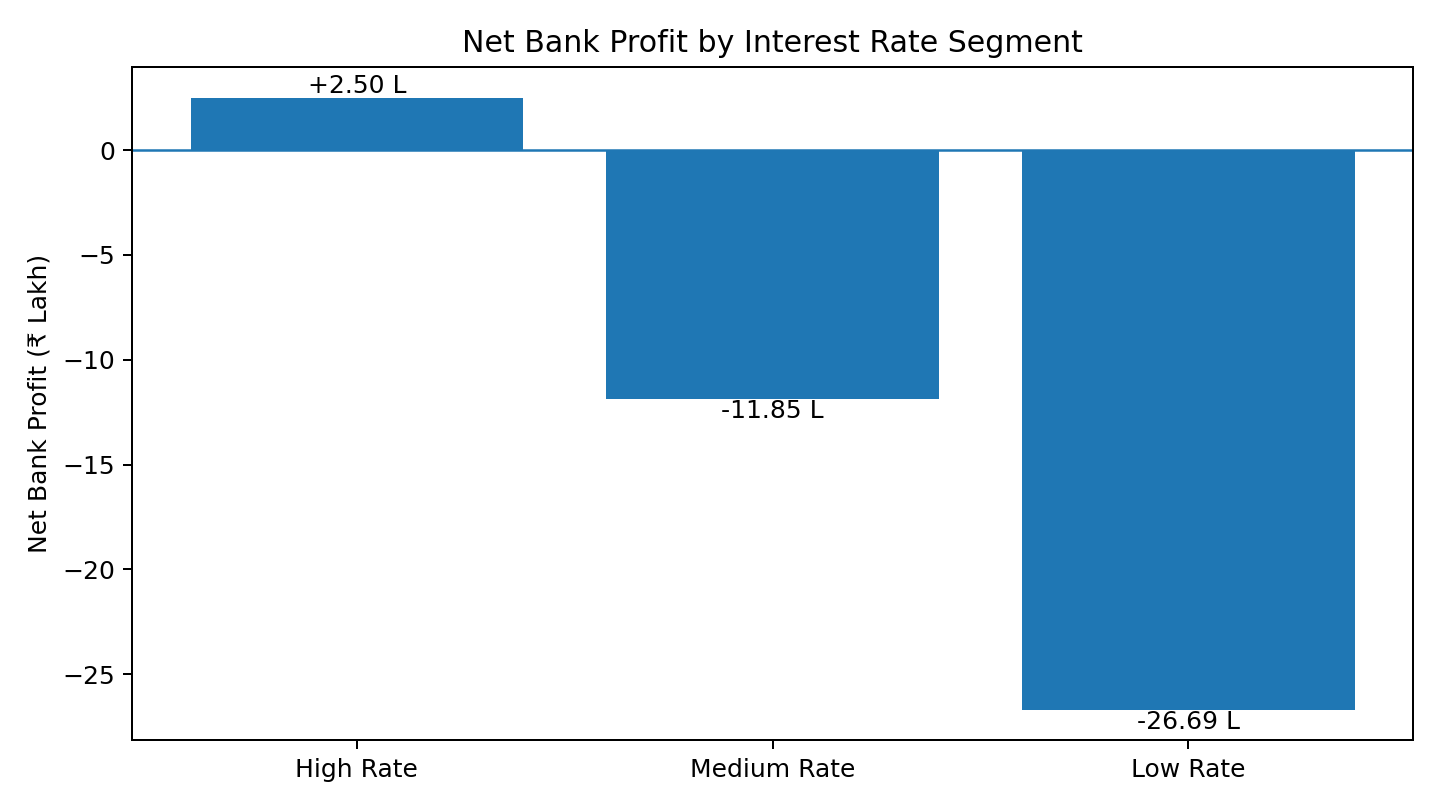 Net Bank Profit by Interest Rate Segment
+2.50 L
0
−5
−10
−15
−20
−25
Net Bank Profit (₹ Lakh)
-11.85 L
-26.69 L
High Rate
Medium Rate
Low Rate